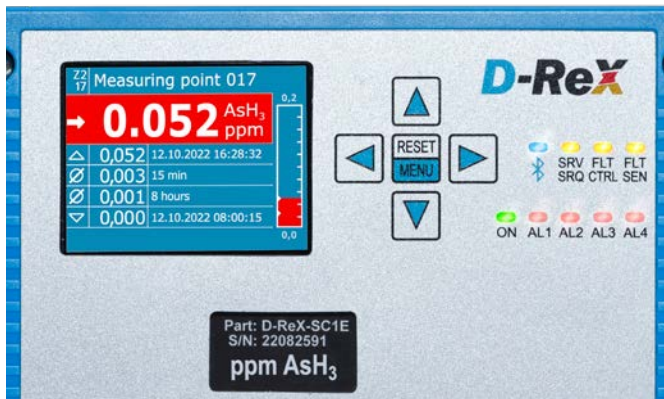 D-ReX
Z2
17
Measuring point 017
0.052 AsH₃ ppm
0,2
0,052 12.10.2022 16:28:32
0,003 15 min
0,001 8 hours
0,000 12.10.2022 08:00:15
0,0
RESET
MENU
SRV FLT FLT
SRQ CTRL SEN
ON AL1 AL2 AL3 AL4
Part: D-ReX-SC1E
S/N: 22082591
ppm AsH₃